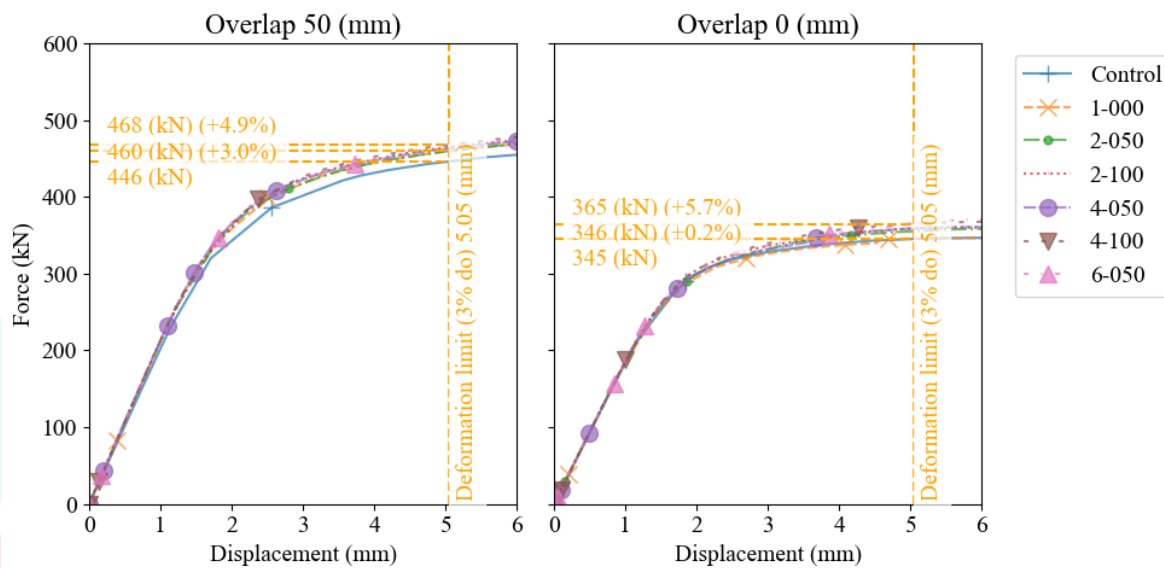 Overlap 50 (mm)
Overlap 0 (mm)
Force (kN)
600
500
400
300
200
100
0
468 (kN) (+4.9%)
460 (kN) (+3.0%)
446 (kN)
Deformation limit (3% do) 5.05 (mm)
0 1 2 3 4 5 6
Displacement (mm)
365 (kN) (+5.7%)
346 (kN) (+0.2%)
345 (kN)
Deformation limit (3% do) 5.05 (mm)
0 1 2 3 4 5 6
Displacement (mm)
Control
1-000
2-050
2-100
4-050
4-100
6-050